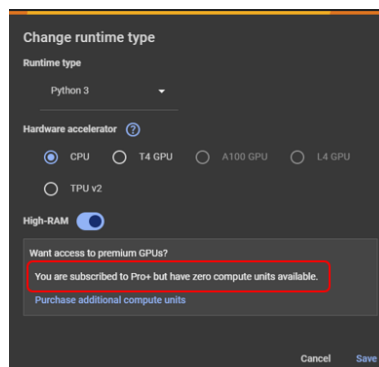 Change runtime type
Runtime type
Python 3
Hardware accelerator ?
CPU T4 GPU A100 GPU L4 GPU
TPU v2
High-RAM
Want access to premium GPUs?
You are subscribed to Pro+ but have zero compute units available.
Purchase additional compute units
Cancel Save